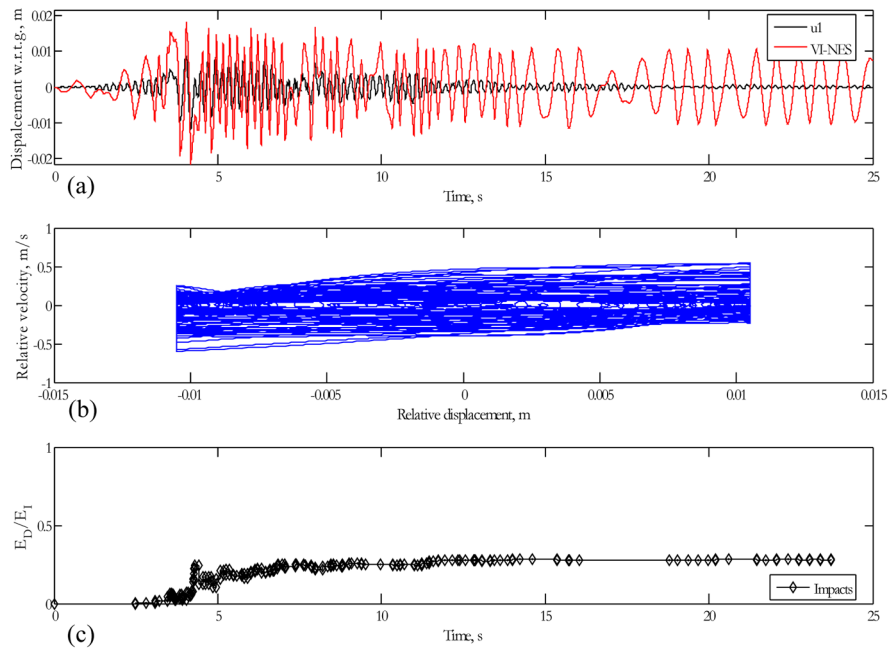 0.02
0.01
0
-0.01
-0.02
Dispalcement w.r.t.g., m
u1
VI-NES
0 5 10 15 20 25
Time, s
(a)
1
0.5
0
-0.5
-1
Relative velocity, m/s
-0.015 -0.01 -0.005 0 0.005 0.01 0.015
Relative displacement, m
(b)
1
0.5
0
E_D/E_I
Impacts
0 5 10 15 20 25
Time, s
(c)